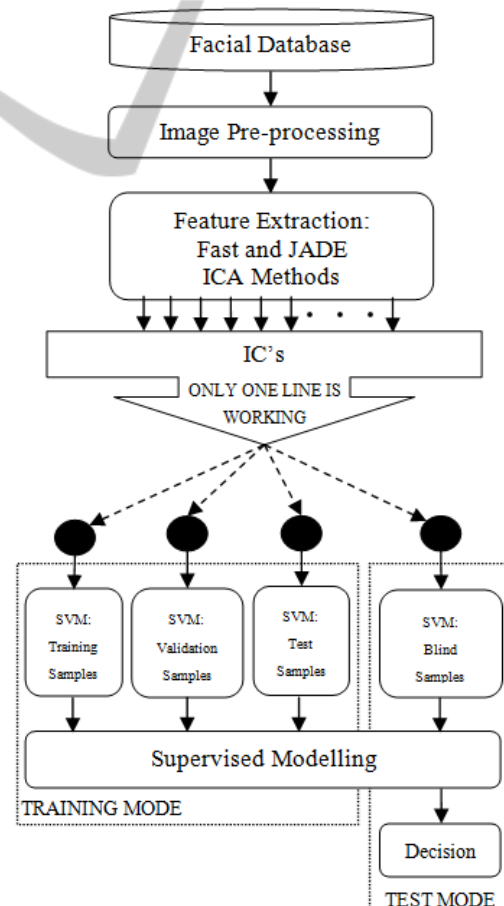 Facial Database
Image Pre-processing
Feature Extraction:
Fast and JADE
ICA Methods
IC's
ONLY ONE LINE IS
WORKING
SVM:
Training
Samples
SVM:
Validation
Samples
SVM:
Test
Samples
SVM:
Blind
Samples
Supervised Modelling
TRAINING MODE
Decision
TEST MODE